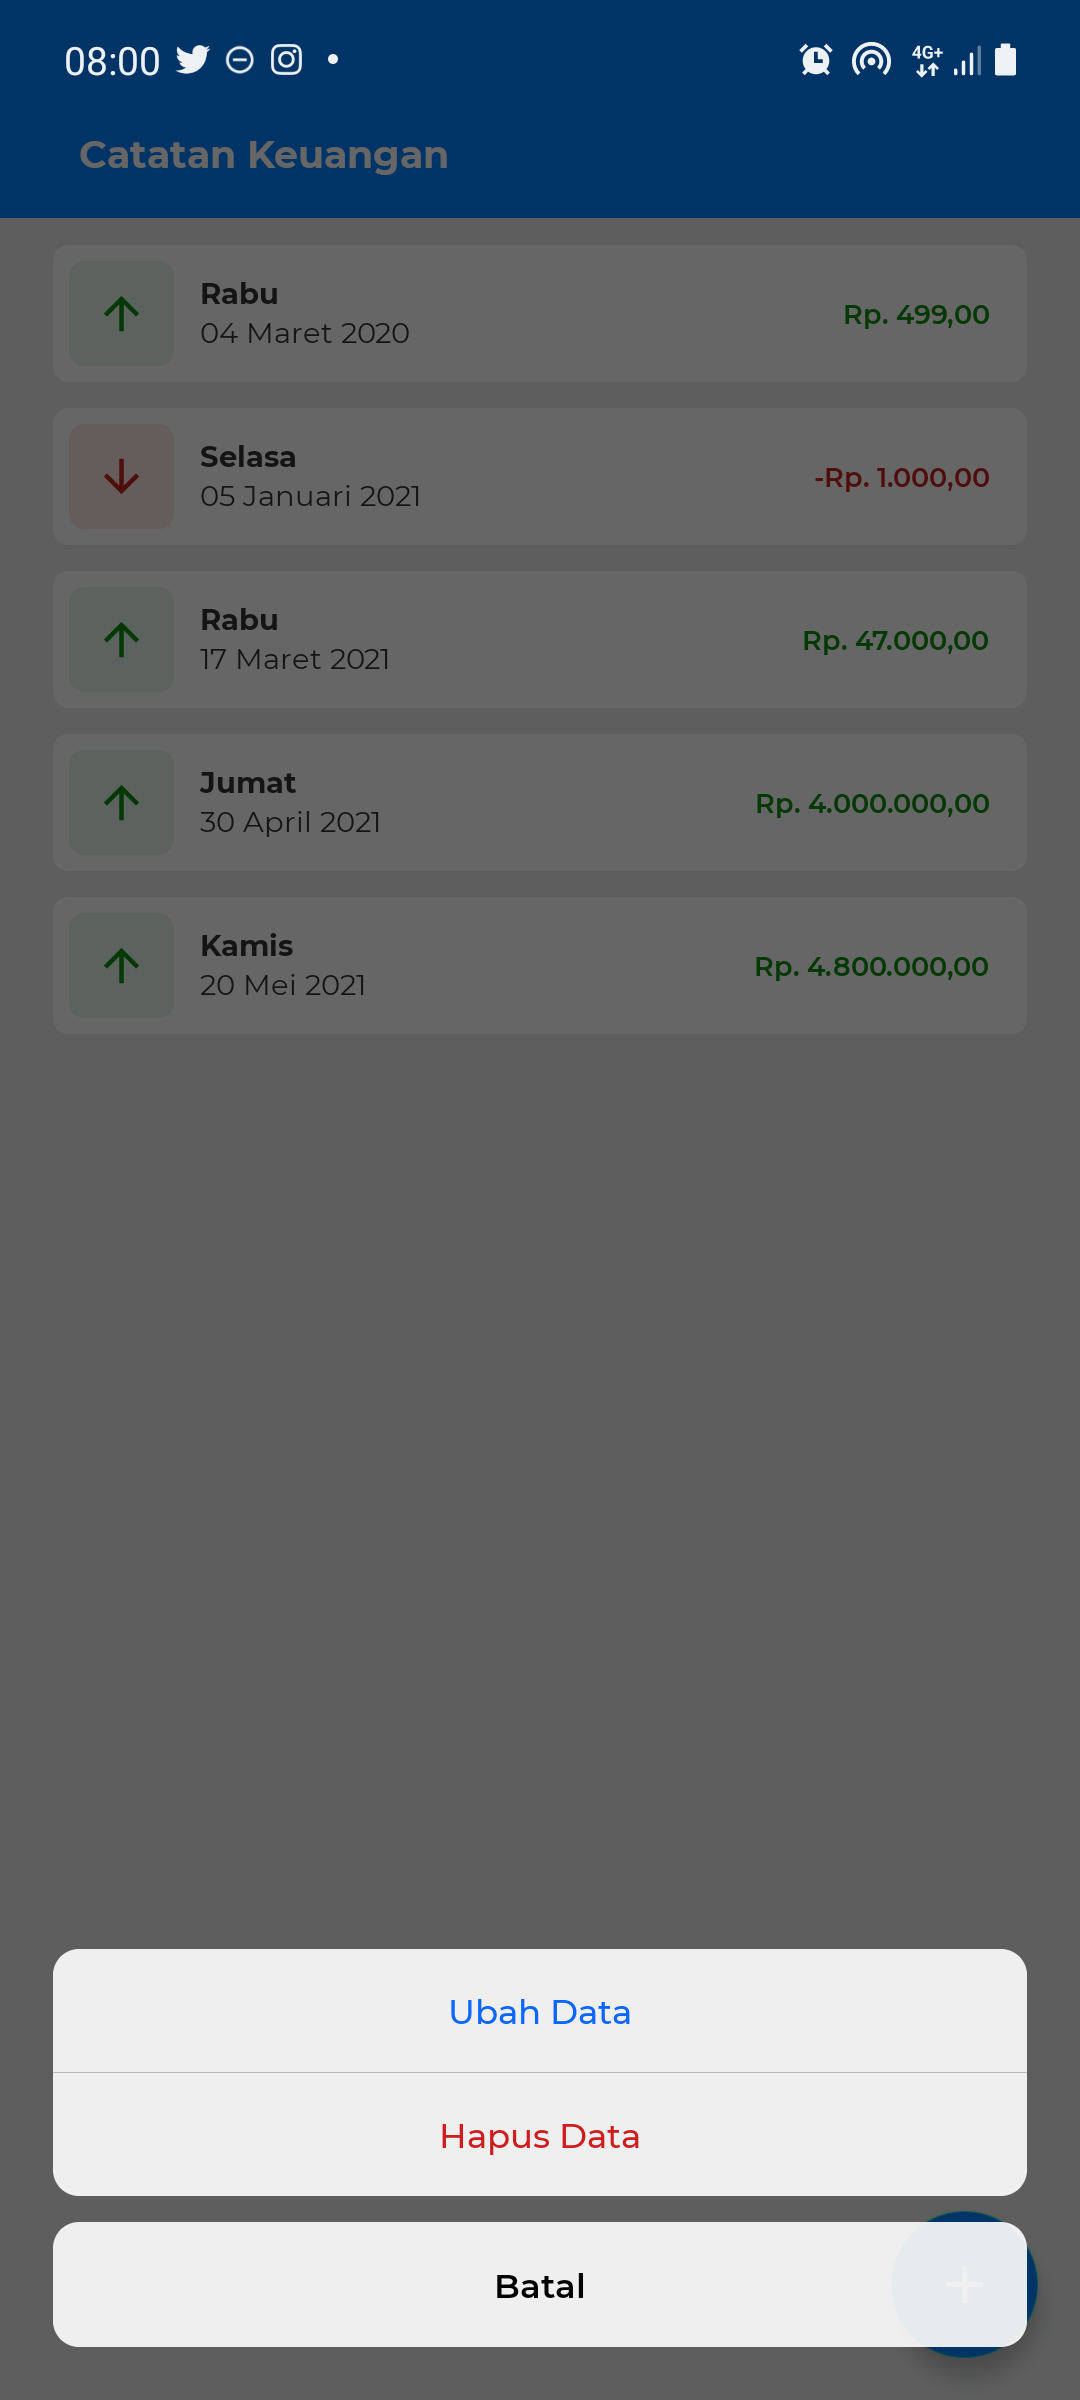 08:00
4G+
Catatan Keuangan
Rabu
04 Maret 2020
Rp. 499,00
Selasa
05 Januari 2021
-Rp. 1.000,00
Rabu
17 Maret 2021
Rp. 47.000,00
Jumat
30 April 2021
Rp. 4.000.000,00
Kamis
20 Mei 2021
Rp. 4.800.000,00
Ubah Data
Hapus Data
Batal